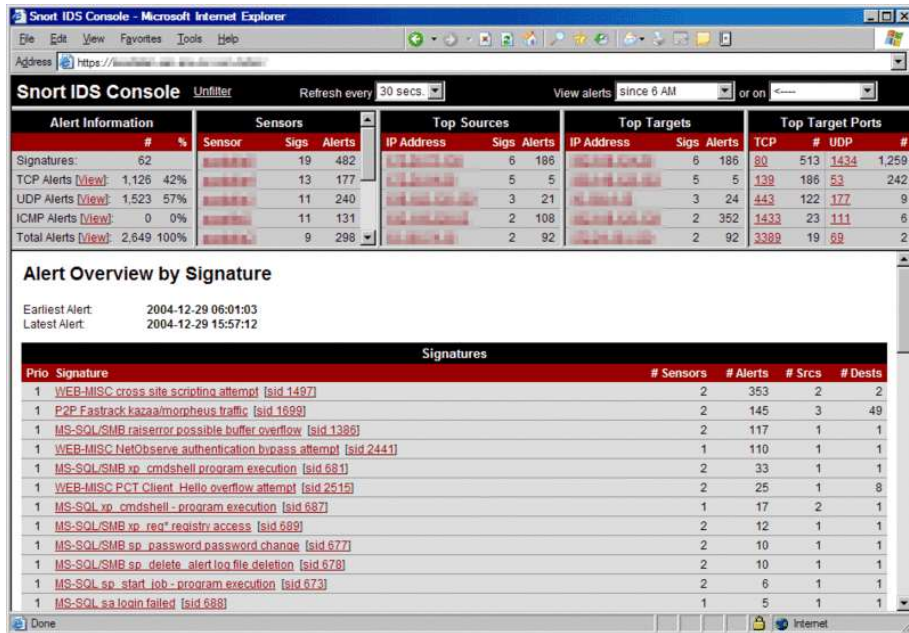 Snort IDS Console - Microsoft Internet Explorer
File Edit View Favorites Tools Help
Address https://
Snort IDS Console Unfilter Refresh every 30 secs. View alerts since 6 AM or on <----
Alert Information Sensors Top Sources Top Targets Top Target Ports
# % Sensor Sigs Alerts IP Address Sigs Alerts IP Address Sigs Alerts TCP # UDP #
Signatures: 62 19 482 6 186 6 186 80 513 1434 1,259
TCP Alerts [View]: 1,126 42% 13 177 5 5 5 5 139 186 53 242
UDP Alerts [View]: 1,523 57% 11 240 3 21 3 24 443 122 177 9
ICMP Alerts [View]: 0 0% 11 131 2 108 2 352 1433 23 111 6
Total Alerts [View]: 2,649 100% 9 298 2 92 2 92 3389 19 69 2
Alert Overview by Signature
Earliest Alert: 2004-12-29 06:01:03
Latest Alert: 2004-12-29 15:57:12
Signatures
Prio Signature # Sensors # Alerts # Srcs # Dests
1 WEB-MISC cross site scripting attempt [sid 1497] 2 353 2 2
1 P2P Fastrack kazaa/morpheus traffic [sid 1699] 2 145 3 49
1 MS-SQL/SMB raiserror possible buffer overflow [sid 1386] 2 117 1 1
1 WEB-MISC NetObserve authentication bypass attempt [sid 2441] 1 110 1 1
1 MS-SQL/SMB xp_cmdshell program execution [sid 681] 2 33 1 1
1 WEB-MISC PCT Client_Hello overflow attempt [sid 2515] 2 25 1 8
1 MS-SQL xp_cmdshell - program execution [sid 687] 1 17 2 1
1 MS-SQL/SMB xp_reg* registry access [sid 689] 2 12 1 1
1 MS-SQL/SMB sp_password password change [sid 677] 2 10 1 1
1 MS-SQL/SMB sp_delete_alert log file deletion [sid 678] 2 10 1 1
1 MS-SQL sp_start_job - program execution [sid 673] 2 6 1 1
1 MS-SQL sa login failed [sid 688] 1 5 1 1
Done Internet